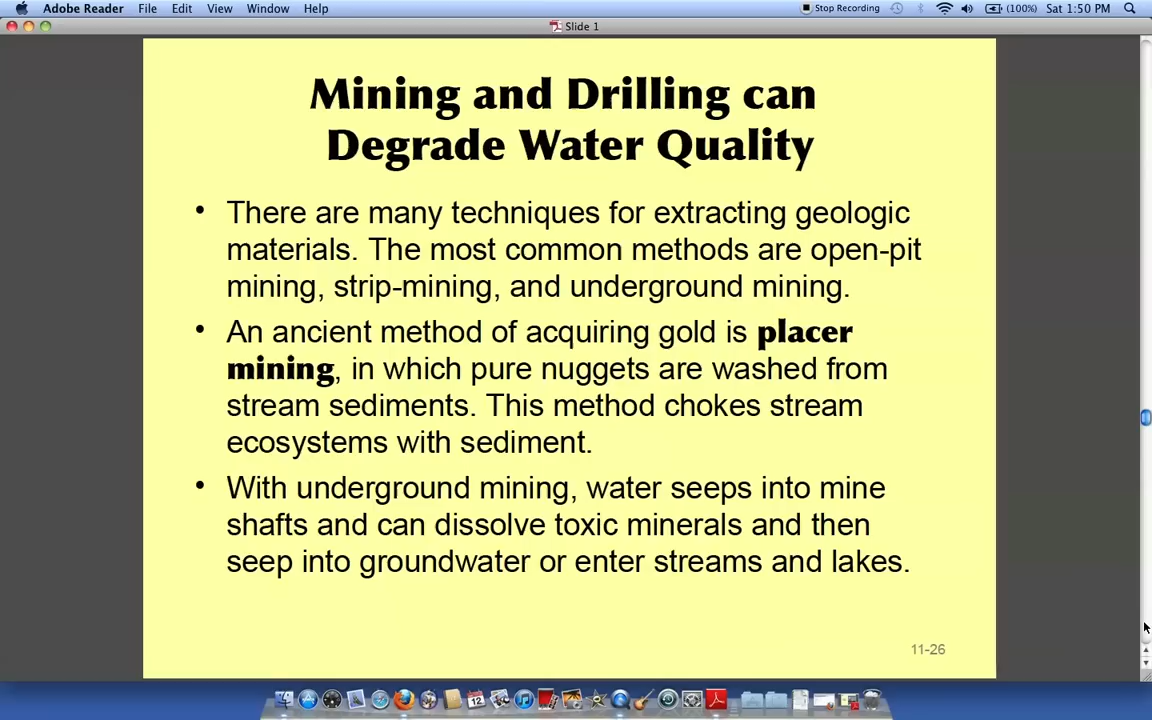 Adobe Reader File Edit View Window Help Stop Recording (100%) Sat 1:50 PM
Slide 1
Mining and Drilling can
Degrade Water Quality
• There are many techniques for extracting geologic
materials. The most common methods are open-pit
mining, strip-mining, and underground mining.
• An ancient method of acquiring gold is placer
mining, in which pure nuggets are washed from
stream sediments. This method chokes stream
ecosystems with sediment.
• With underground mining, water seeps into mine
shafts and can dissolve toxic minerals and then
seep into groundwater or enter streams and lakes.
11-26
12